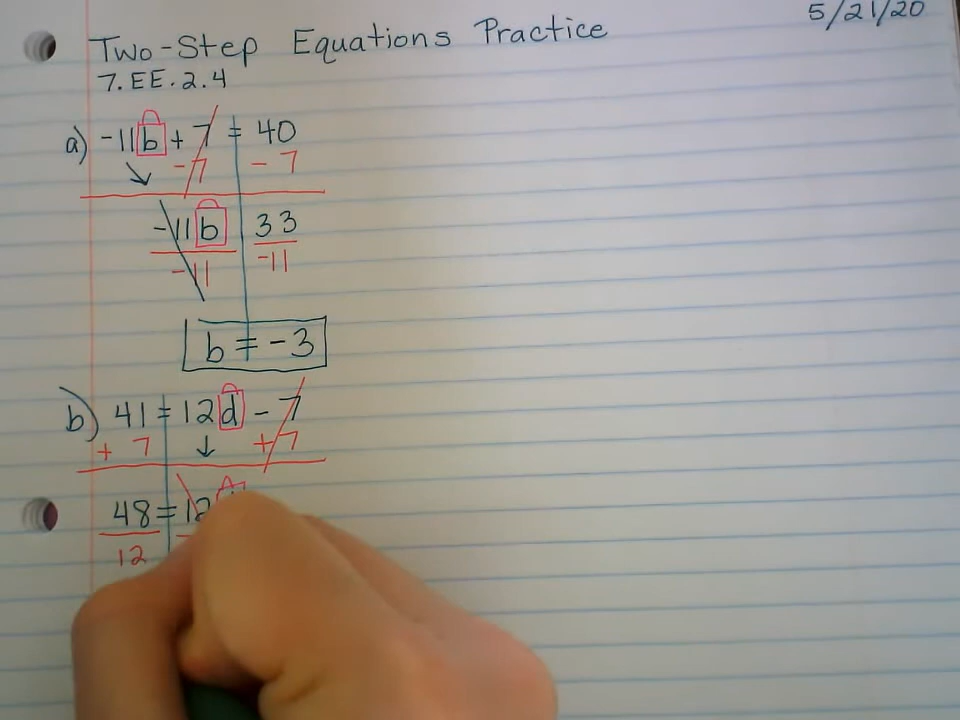 5/21/20
Two-Step Equations Practice
7.EE.2.4
a) -11b + 7 = 40
-7 - 7
-11b 33
-11 -11
b = -3
b) 41 = 12d - 7
+ 7 +7
48 = 12
12